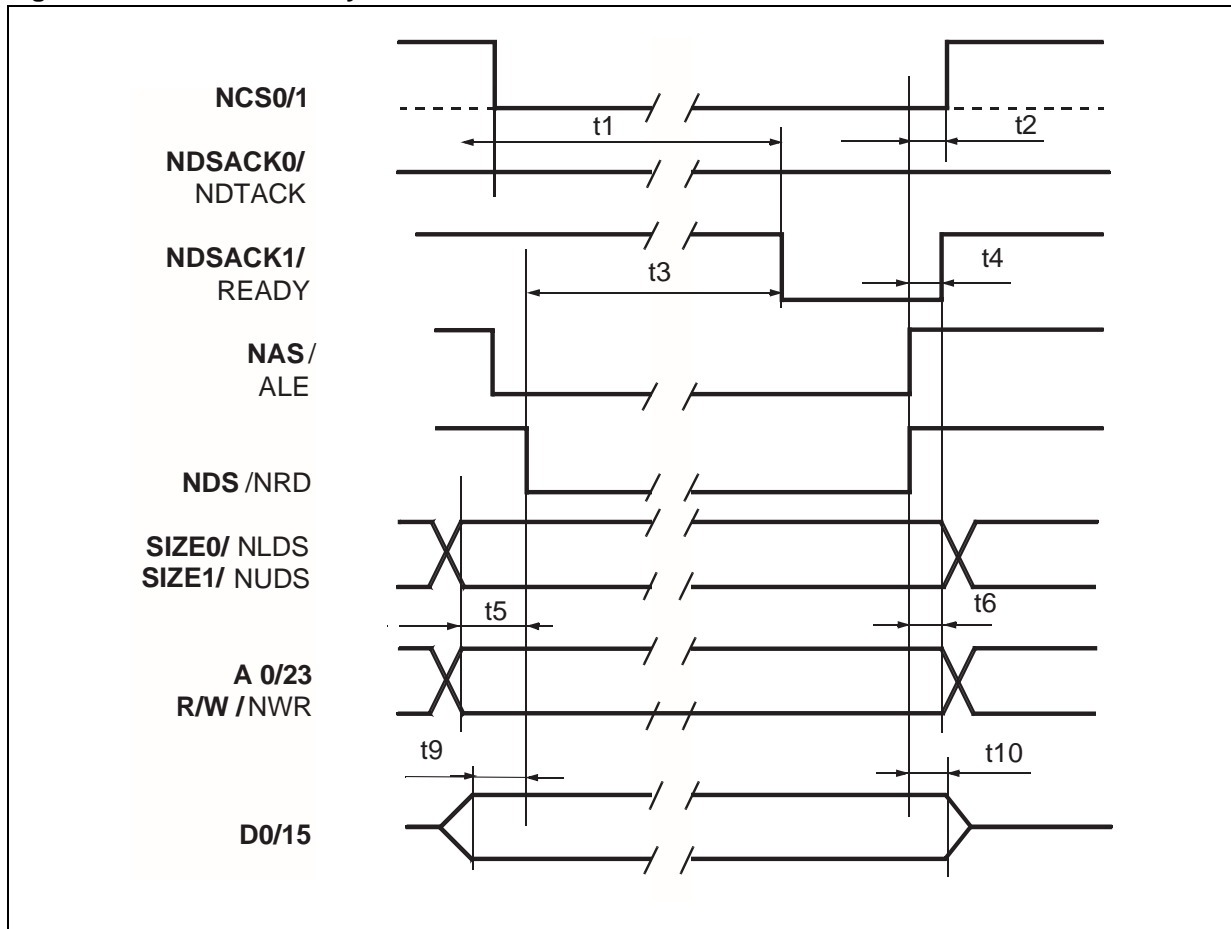 NCS0/1
t1
t2
NDSACK0/
NDTACK
NDSACK1/
READY
t3
t4
NAS/
ALE
NDS /NRD
SIZE0/ NLDS
SIZE1/ NUDS
t5
t6
A 0/23
R/W / NWR
t9
t10
D0/15